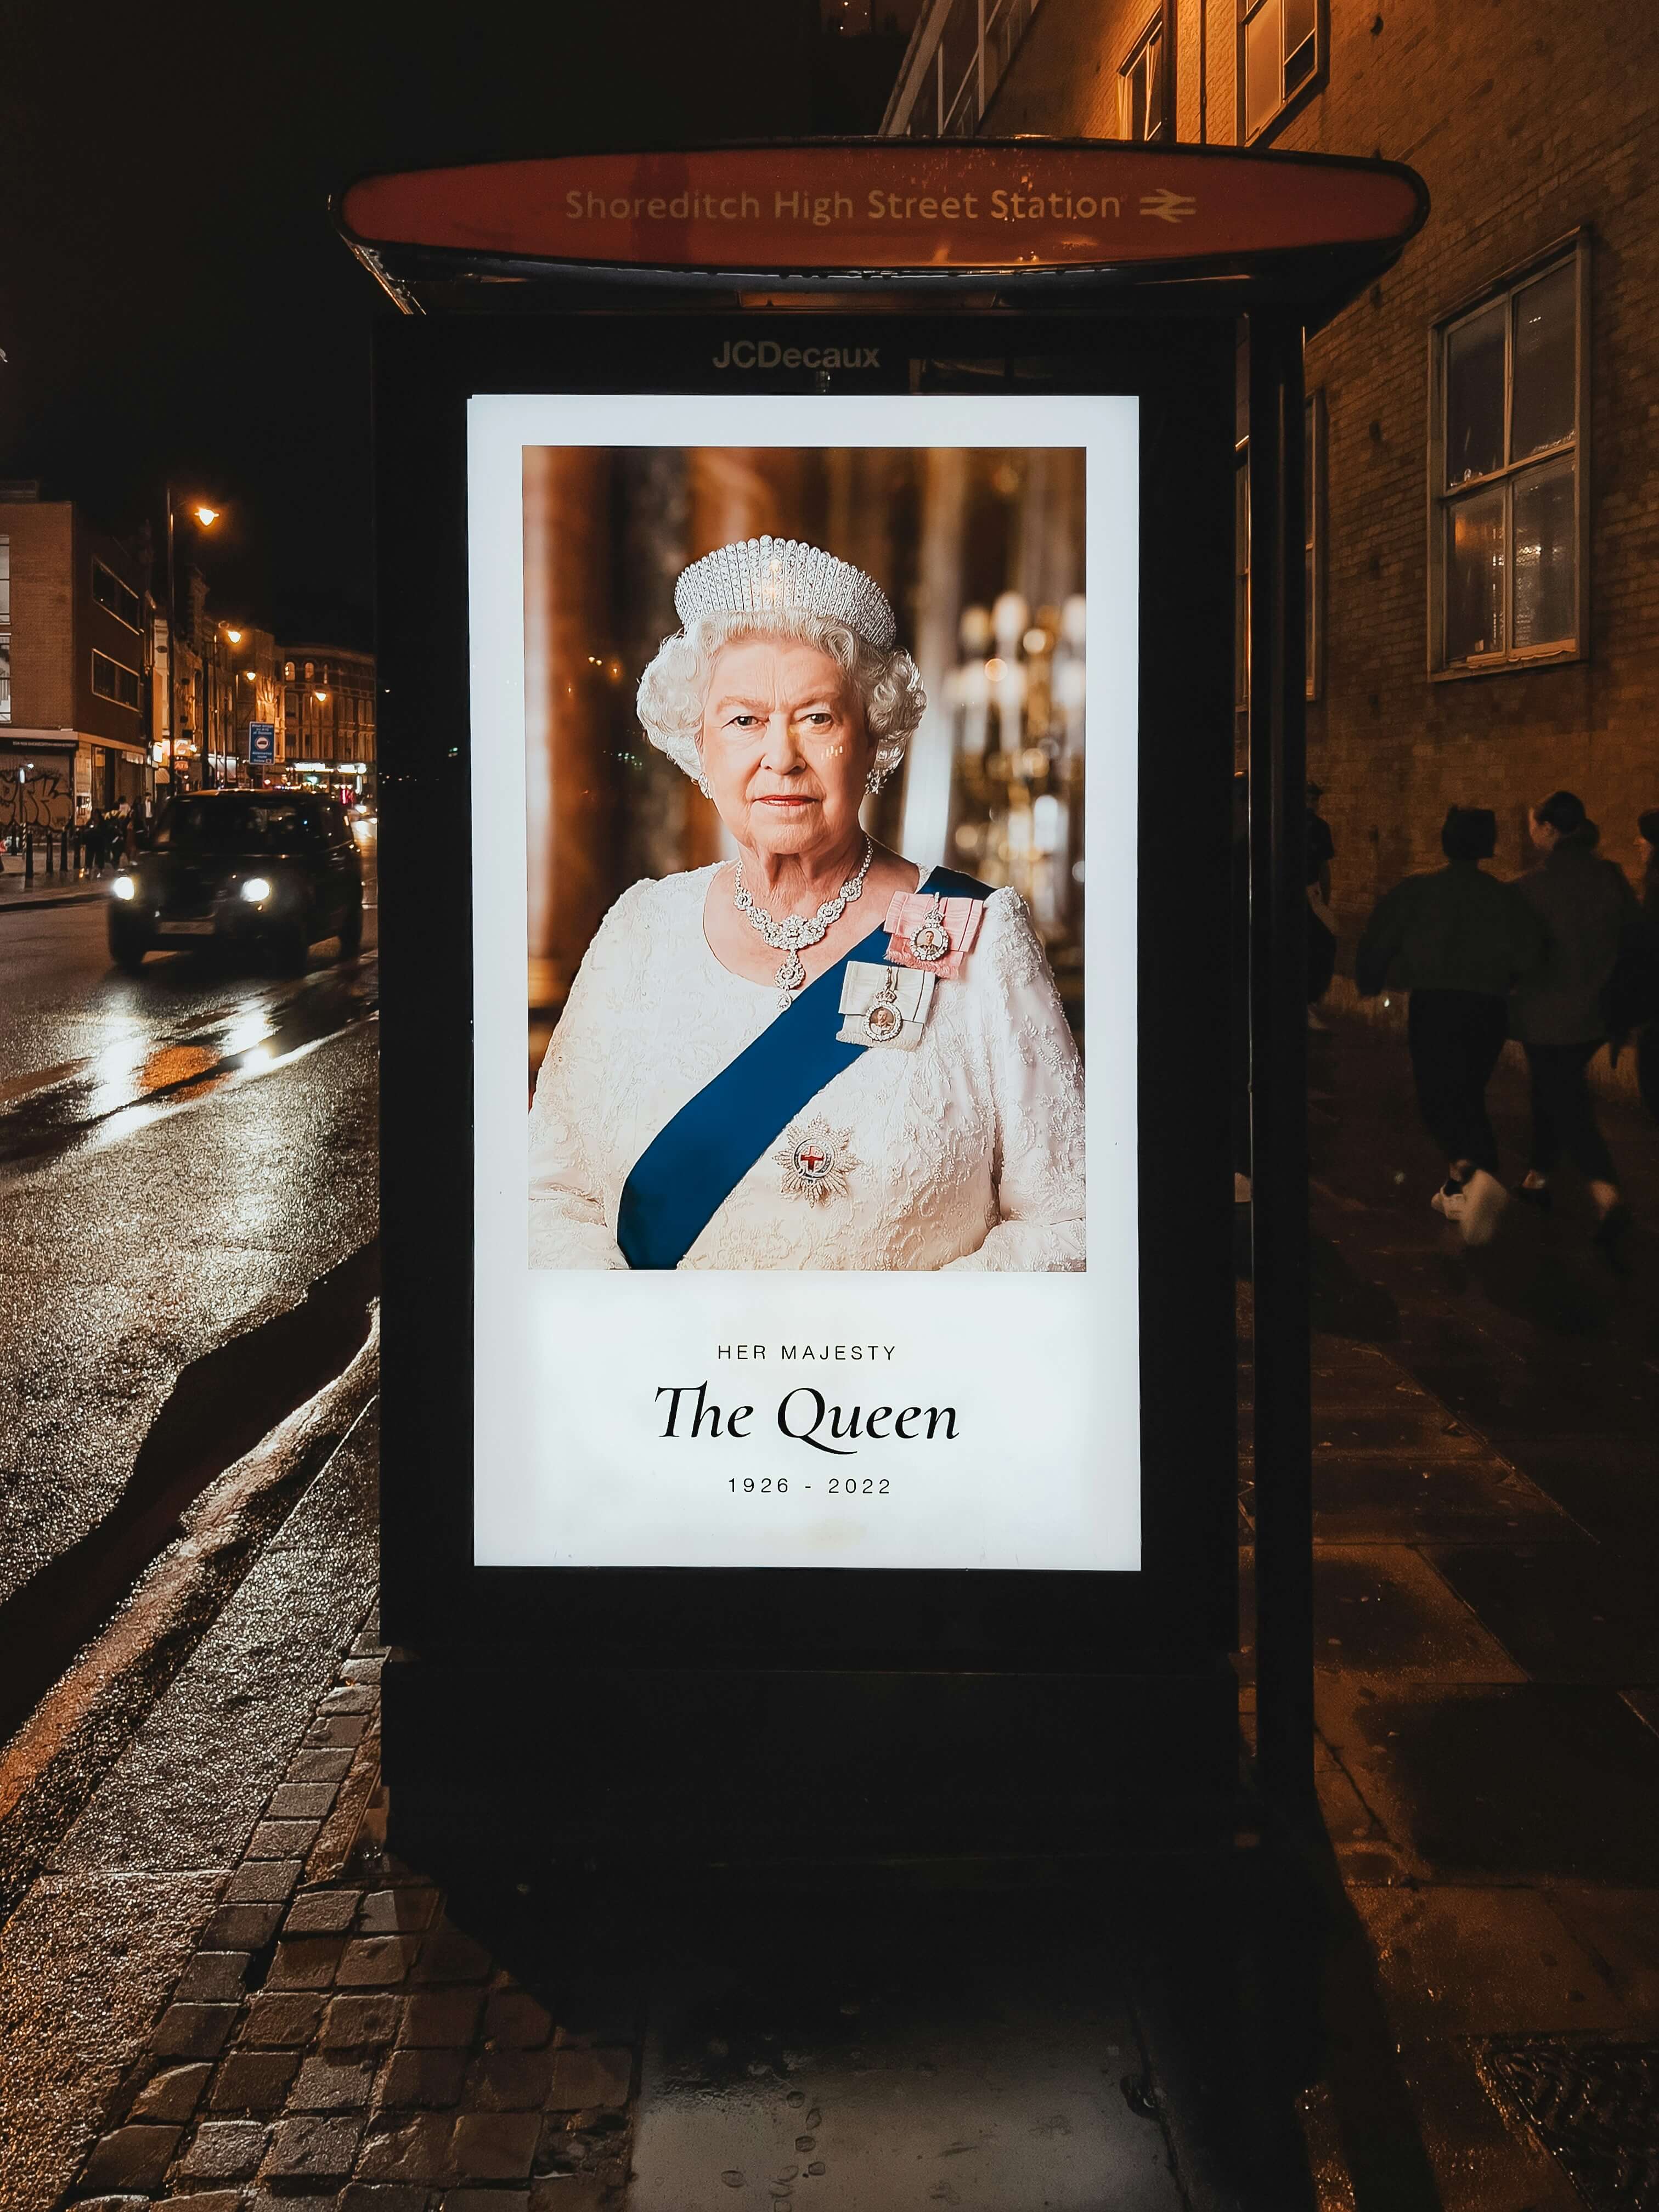 Shoreditch High Street Station
JCDecaux
HER MAJESTY
The Queen
1926 - 2022